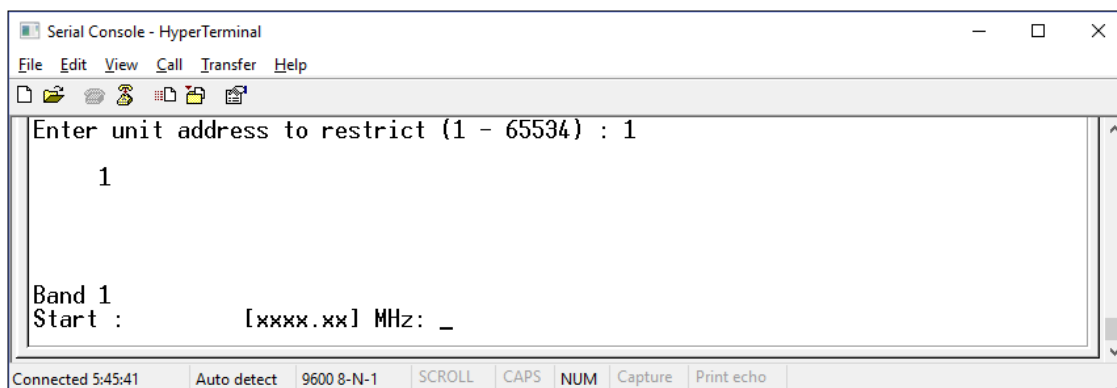 Serial Console - HyperTerminal
File Edit View Call Transfer Help
Enter unit address to restrict (1 - 65534) : 1
1
Band 1
Start : [xxxx.xx] MHz: _
Connected 5:45:41 Auto detect 9600 8-N-1 SCROLL CAPS NUM Capture Print echo